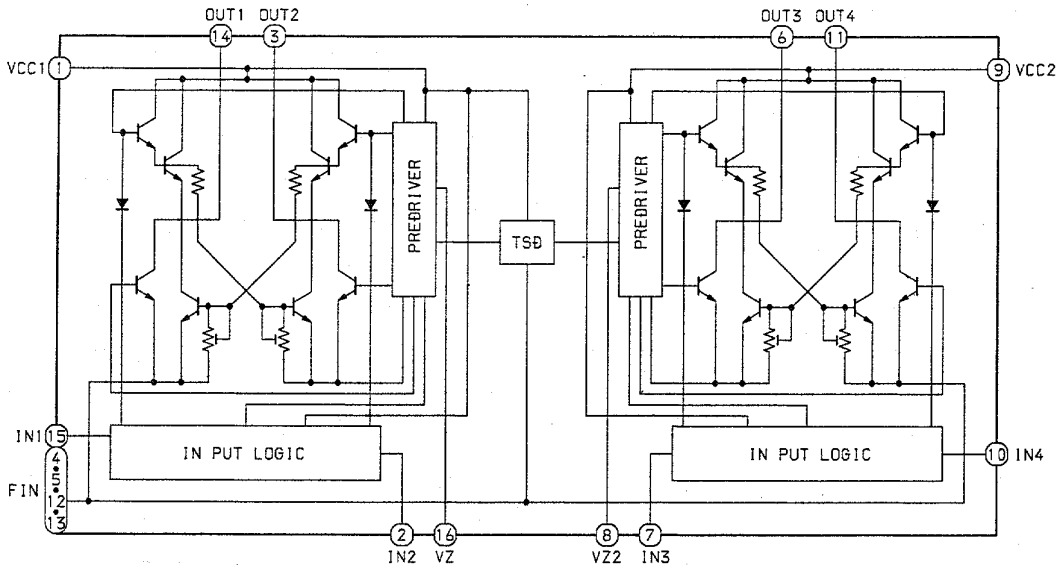 OUT1 OUT2 OUT3 OUT4
14 3 6 11
VCC1 1 9 VCC2
PREDRIVER
TSD
PREDRIVER
IN1 15
IN PUT LOGIC
IN PUT LOGIC
10 IN4
FIN
4
5
12
13
2 16 8 7
IN2 VZ VZ2 IN3